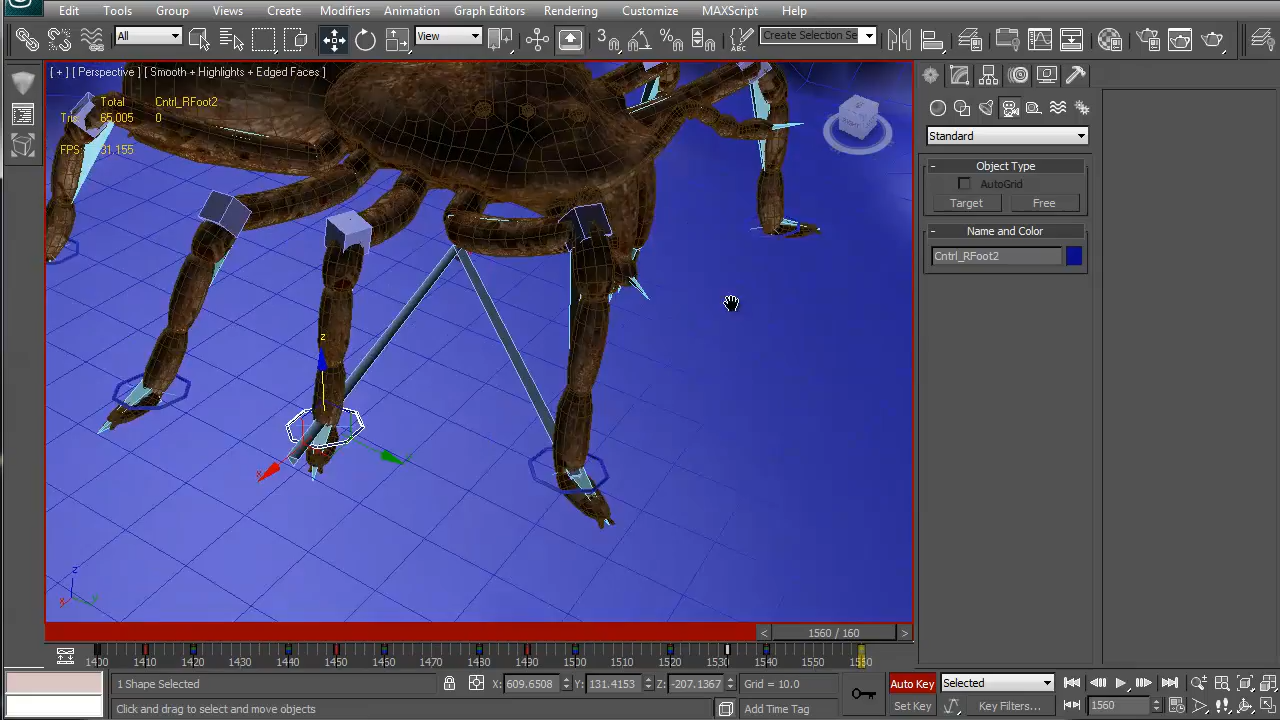 Edit Tools Group Views Create Modifiers Animation Graph Editors Rendering Customize MAXScript Help
All View 3 % ABC Create Selection Se
[ + ] [ Perspective ] [ Smooth + Highlights + Edged Faces ]
Total Cntrl_RFoot2
Tris: 65,005 0
FPS: 31.155
RIGHT
Standard
- Object Type
AutoGrid
Target Free
- Name and Color
Cntrl_RFoot2
z
x
z
x y
< 1560 / 160 >
1400 1410 1420 1430 1440 1450 1460 1470 1480 1490 1500 1510 1520 1530 1540 1550
1 Shape Selected X: 609.6508 Y: 131.4153 Z: -207.1367 Grid = 10.0 Auto Key Selected
Click and drag to select and move objects Add Time Tag Set Key Key Filters... 1560